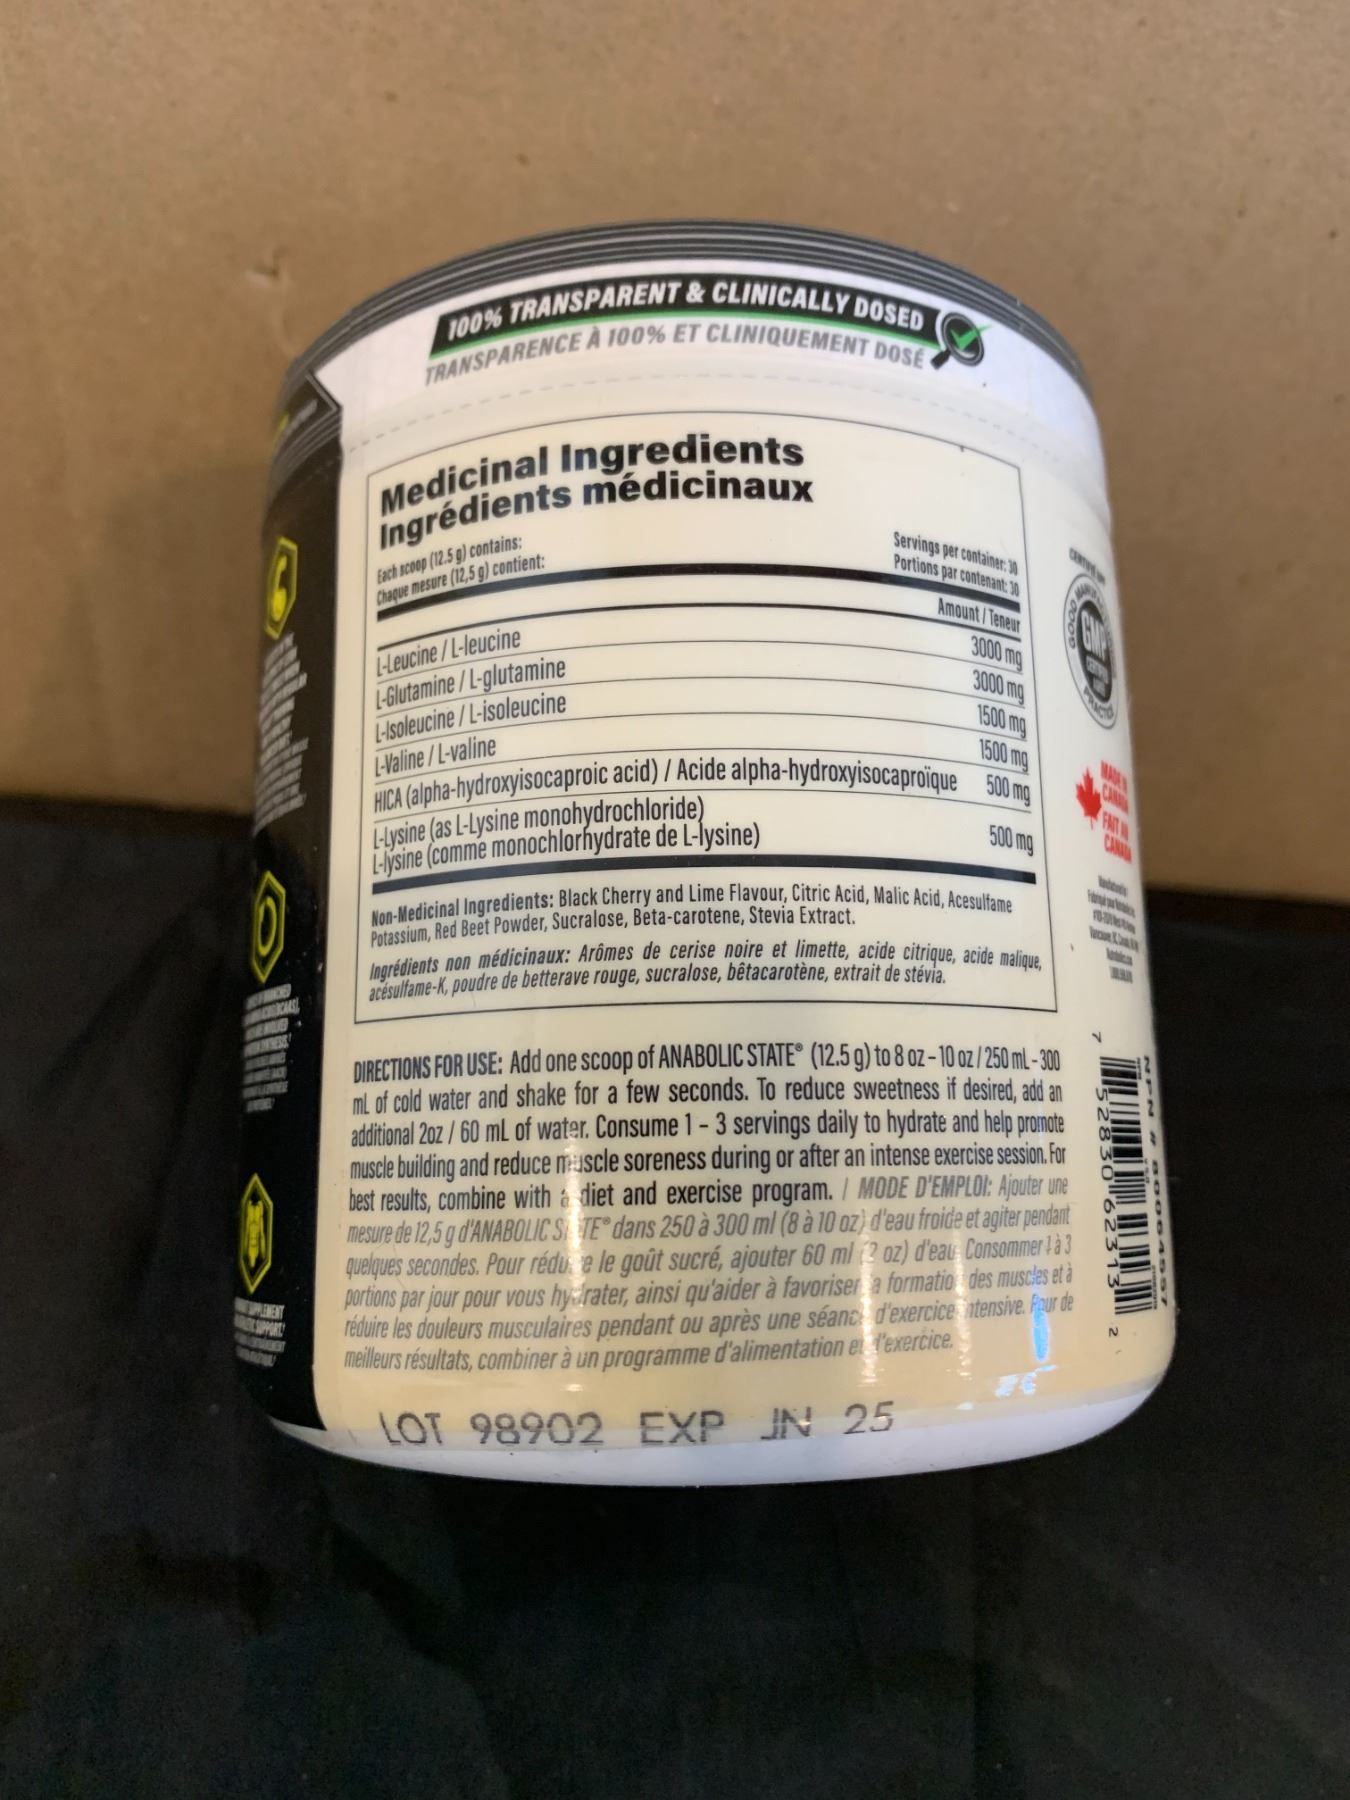 100% TRANSPARENT & CLINICALLY DOSED
TRANSPARENCE À 100% ET CLINIQUEMENT DOSÉ
Medicinal Ingredients
Ingrédients médicinaux
Each scoop (12.5 g) contains:
Chaque mesure (12,5 g) contient:
Servings per container: 30
Portions par contenant: 30
Amount / Teneur
L-Leucine / L-leucine 3000 mg
L-Glutamine / L-glutamine 3000 mg
L-Isoleucine / L-isoleucine 1500 mg
L-Valine / L-valine 1500 mg
HICA (alpha-hydroxyisocaproic acid) / Acide alpha-hydroxyisocaproïque 500 mg
L-Lysine (as L-Lysine monohydrochloride)
L-lysine (comme monochlorhydrate de L-lysine) 500 mg
Non-Medicinal Ingredients: Black Cherry and Lime Flavour, Citric Acid, Malic Acid, Acesulfame
Potassium, Red Beet Powder, Sucralose, Beta-carotene, Stevia Extract.
Ingrédients non médicinaux: Arômes de cerise noire et limette, acide citrique, acide malique,
acésulfame-K, poudre de betterave rouge, sucralose, bêtacarotène, extrait de stévia.
DIRECTIONS FOR USE: Add one scoop of ANABOLIC STATE® (12.5 g) to 8 oz - 10 oz / 250 mL - 300
mL of cold water and shake for a few seconds. To reduce sweetness if desired, add an
additional 2oz / 60 mL of water. Consume 1 - 3 servings daily to hydrate and help promote
muscle building and reduce muscle soreness during or after an intense exercise session. For
best results, combine with a diet and exercise program. / MODE D'EMPLOI: Ajouter une
mesure de 12,5 g d'ANABOLIC STATE® dans 250 à 300 ml (8 à 10 oz) d'eau froide et agiter pendant
quelques secondes. Pour réduire le goût sucré, ajouter 60 ml (2 oz) d'eau. Consommer 1 à 3
portions par jour pour vous hydrater, ainsi qu'aider à favoriser la formation des muscles et à
réduire les douleurs musculaires pendant ou après une séance d'exercice intensive. Pour de
meilleurs résultats, combiner à un programme d'alimentation et d'exercice.
LOT 98902 EXP JN 25
GOOD MANUFACTURING
GMP
PRACTICE
MADE IN
CANADA
FAIT AU
CANADA
7 52830 62313 2